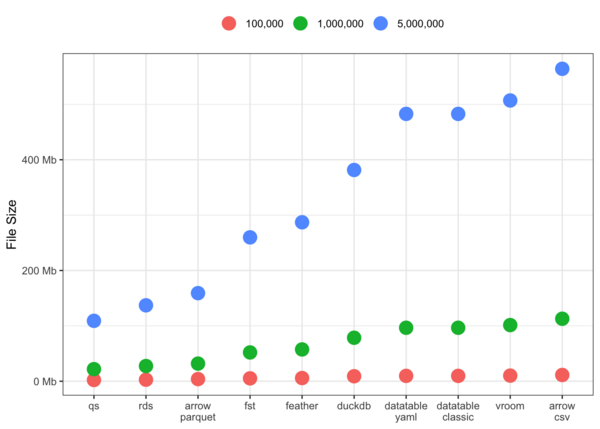 100,000 1,000,000 5,000,000
File Size
400 Mb
200 Mb
0 Mb
qs rds arrow fst feather duckdb datatable datatable vroom arrow
parquet yaml classic csv